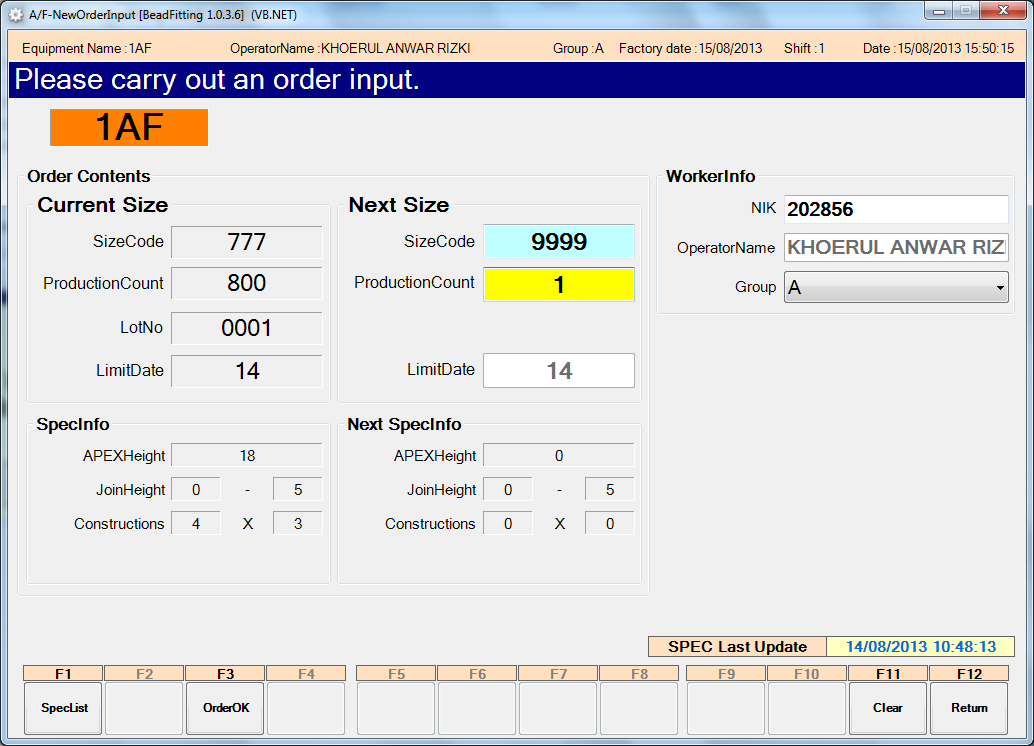 A/F-NewOrderInput [BeadFitting 1.0.3.6] (VB.NET)
Equipment Name :1AF OperatorName :KHOERUL ANWAR RIZKI Group :A Factory date :15/08/2013 Shift :1 Date :15/08/2013 15:50:15
Please carry out an order input.
1AF
Order Contents
Current Size
SizeCode 777
ProductionCount 800
LotNo 0001
LimitDate 14
Next Size
SizeCode 9999
ProductionCount 1
LimitDate 14
SpecInfo
APEXHeight 18
JoinHeight 0 - 5
Constructions 4 X 3
Next SpecInfo
APEXHeight 0
JoinHeight 0 - 5
Constructions 0 X 0
WorkerInfo
NIK 202856
OperatorName KHOERUL ANWAR RIZ
Group A
SPEC Last Update 14/08/2013 10:48:13
F1 F2 F3 F4 F5 F6 F7 F8 F9 F10 F11 F12
SpecList OrderOK Clear Return